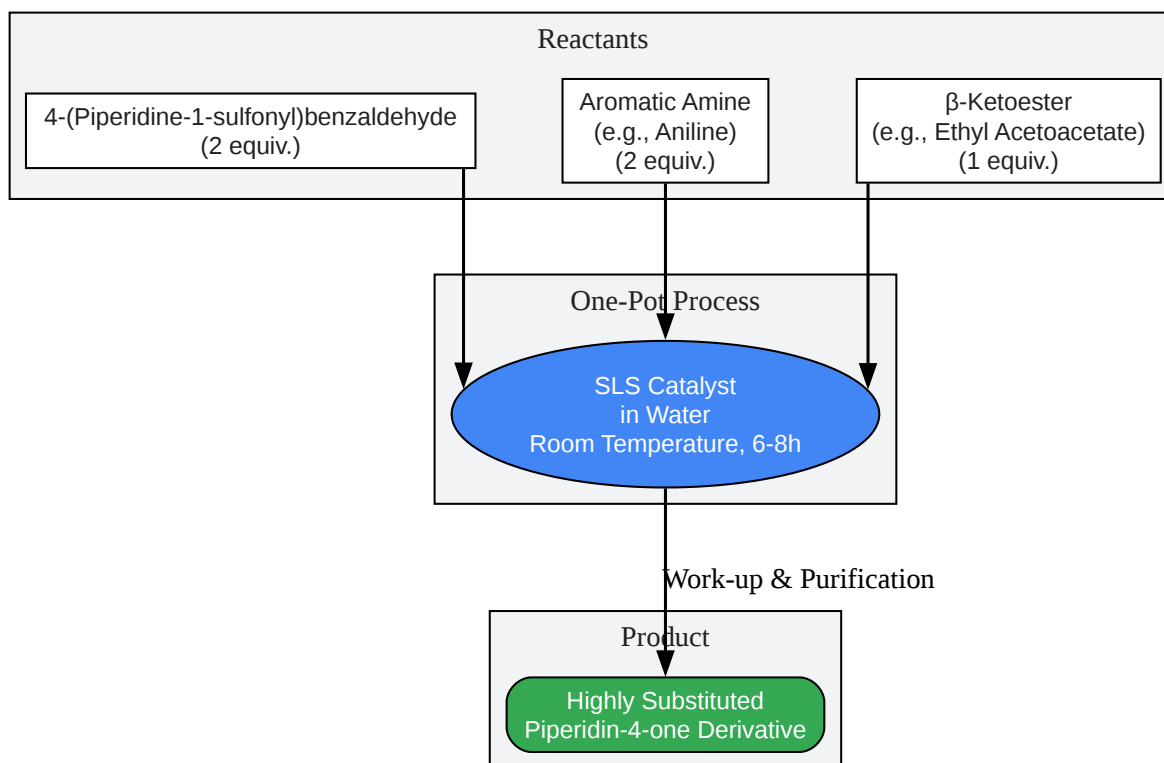 Reactants
4-(Piperidine-1-sulfonyl)benzaldehyde
(2 equiv.)
Aromatic Amine
(e.g., Aniline)
(2 equiv.)
β-Ketoester
(e.g., Ethyl Acetoacetate)
(1 equiv.)
One-Pot Process
SLS Catalyst
in Water
Room Temperature, 6-8h
Work-up & Purification
Product
Highly Substituted
Piperidin-4-one Derivative